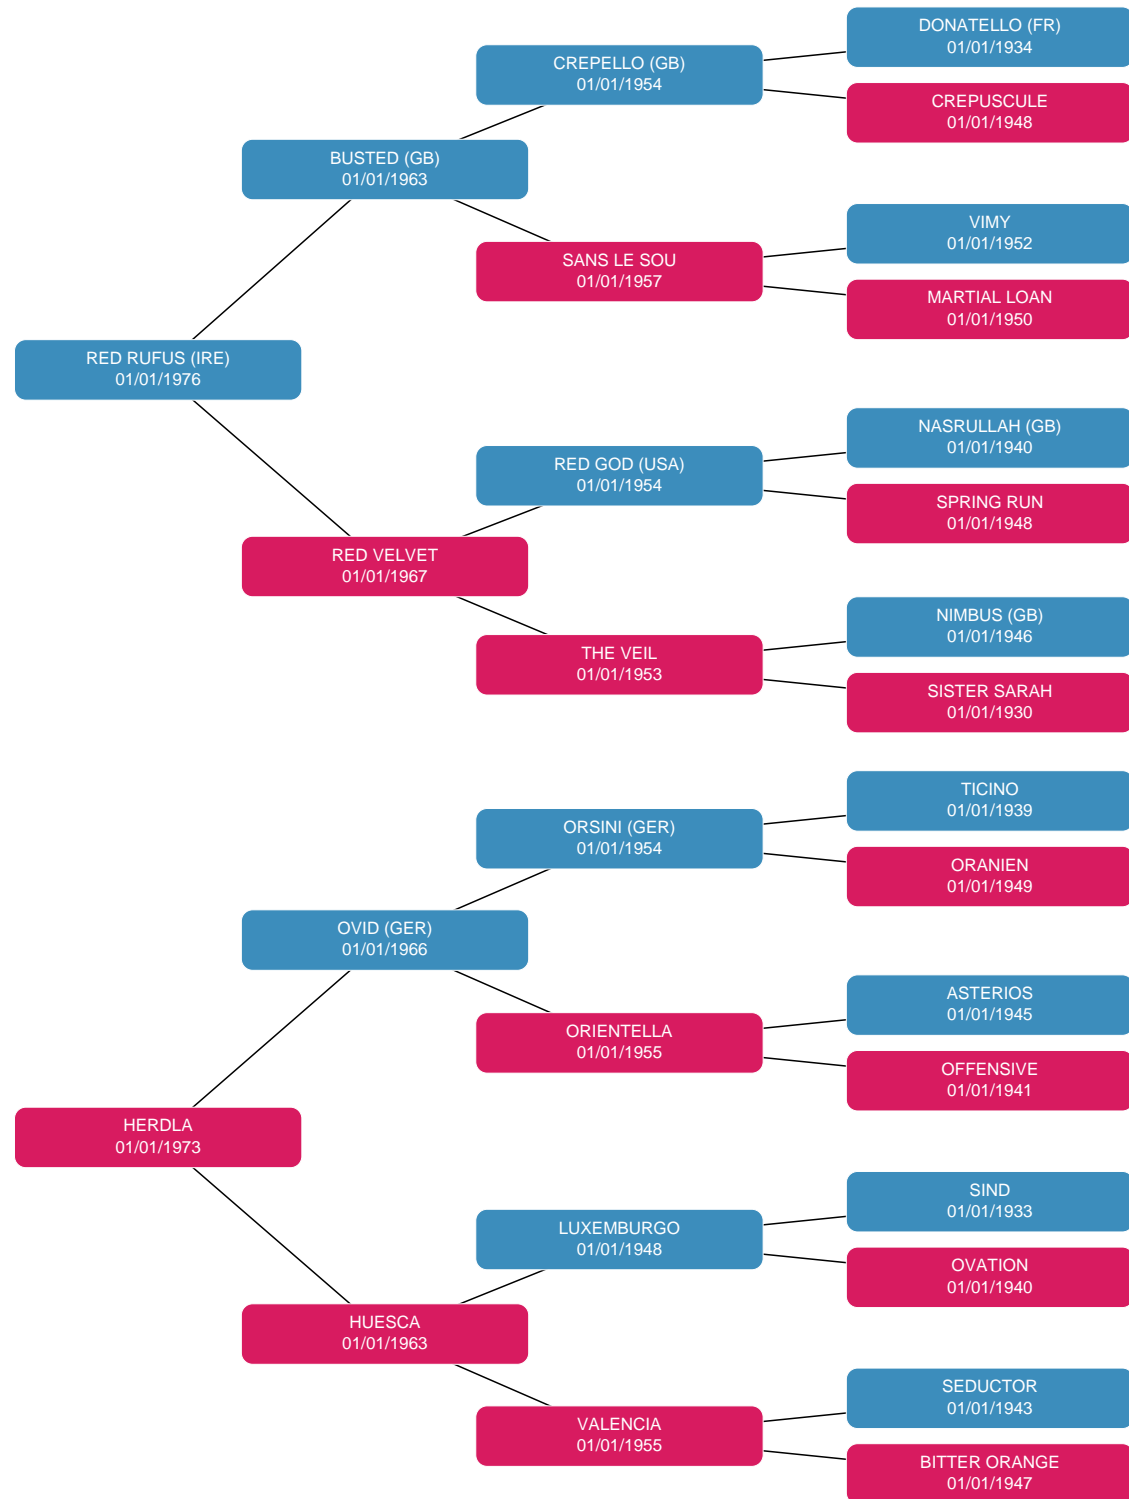 DONATELLO (FR)
01/01/1934
CREPELLO (GB)
01/01/1954
CREPUSCULE
01/01/1948
BUSTED (GB)
01/01/1963
VIMY
01/01/1952
SANS LE SOU
01/01/1957
MARTIAL LOAN
01/01/1950
RED RUFUS (IRE)
01/01/1976
NASRULLAH (GB)
01/01/1940
RED GOD (USA)
01/01/1954
SPRING RUN
01/01/1948
RED VELVET
01/01/1967
NIMBUS (GB)
01/01/1946
THE VEIL
01/01/1953
SISTER SARAH
01/01/1930
TICINO
01/01/1939
ORSINI (GER)
01/01/1954
ORANIEN
01/01/1949
OVID (GER)
01/01/1966
ASTERIOS
01/01/1945
ORIENTELLA
01/01/1955
OFFENSIVE
01/01/1941
HERDLA
01/01/1973
SIND
01/01/1933
LUXEMBURGO
01/01/1948
OVATION
01/01/1940
HUESCA
01/01/1963
SEDUCTOR
01/01/1943
VALENCIA
01/01/1955
BITTER ORANGE
01/01/1947